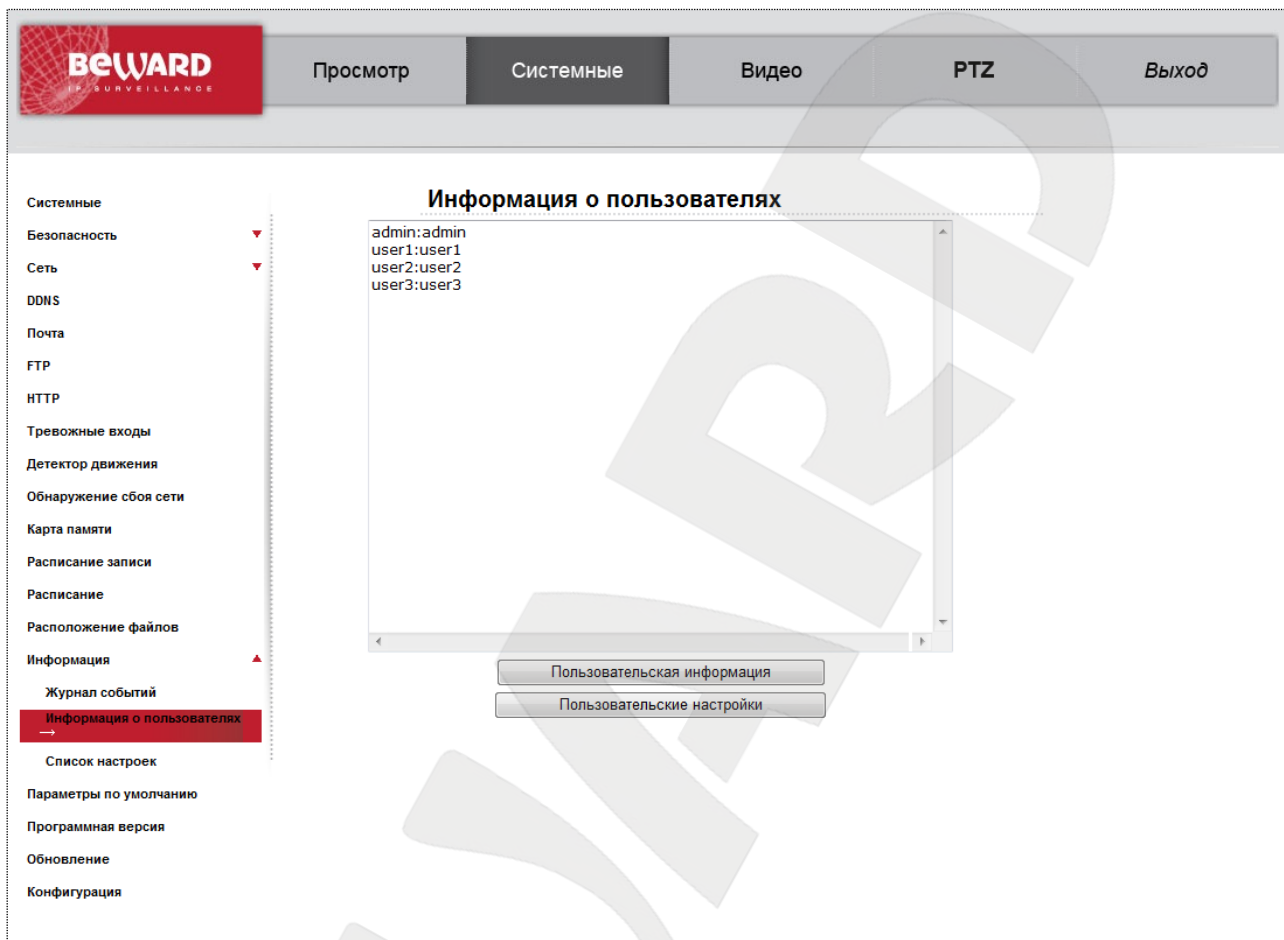 BEWARD
IP SURVEILLANCE
Просмотр
Системные
Видео
PTZ
Выход
Системные
Безопасность
Сеть
DDNS
Почта
FTP
HTTP
Тревожные входы
Детектор движения
Обнаружение сбоя сети
Карта памяти
Расписание записи
Расписание
Расположение файлов
Информация
Журнал событий
Информация о пользователях
→
Список настроек
Параметры по умолчанию
Программная версия
Обновление
Конфигурация
Информация о пользователях
admin:admin
user1:user1
user2:user2
user3:user3
Пользовательская информация
Пользовательские настройки